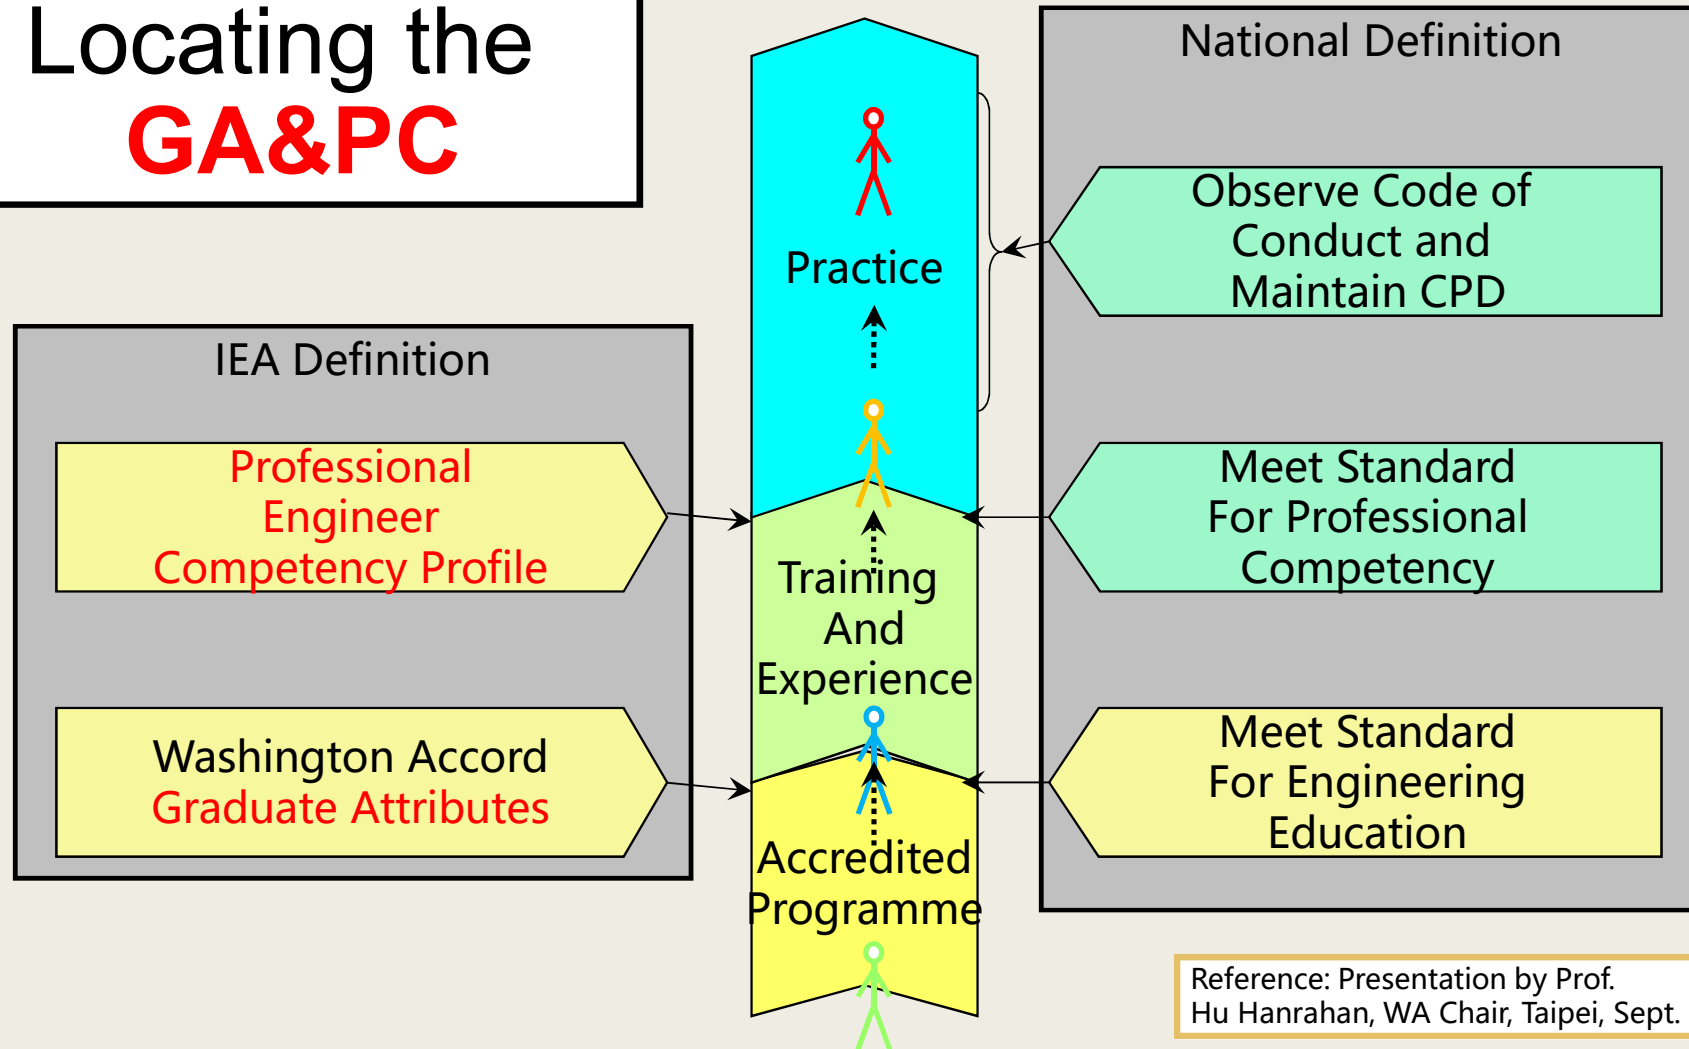 Locating the
GA&PC
IEA Definition
Professional
Engineer
Competency Profile
Washington Accord
Graduate Attributes
Practice
Training
And
Experience
Accredited
Programme
National Definition
Observe Code of
Conduct and
Maintain CPD
Meet Standard
For Professional
Competency
Meet Standard
For Engineering
Education
Reference: Presentation by Prof.
Hu Hanrahan, WA Chair, Taipei, Sept.